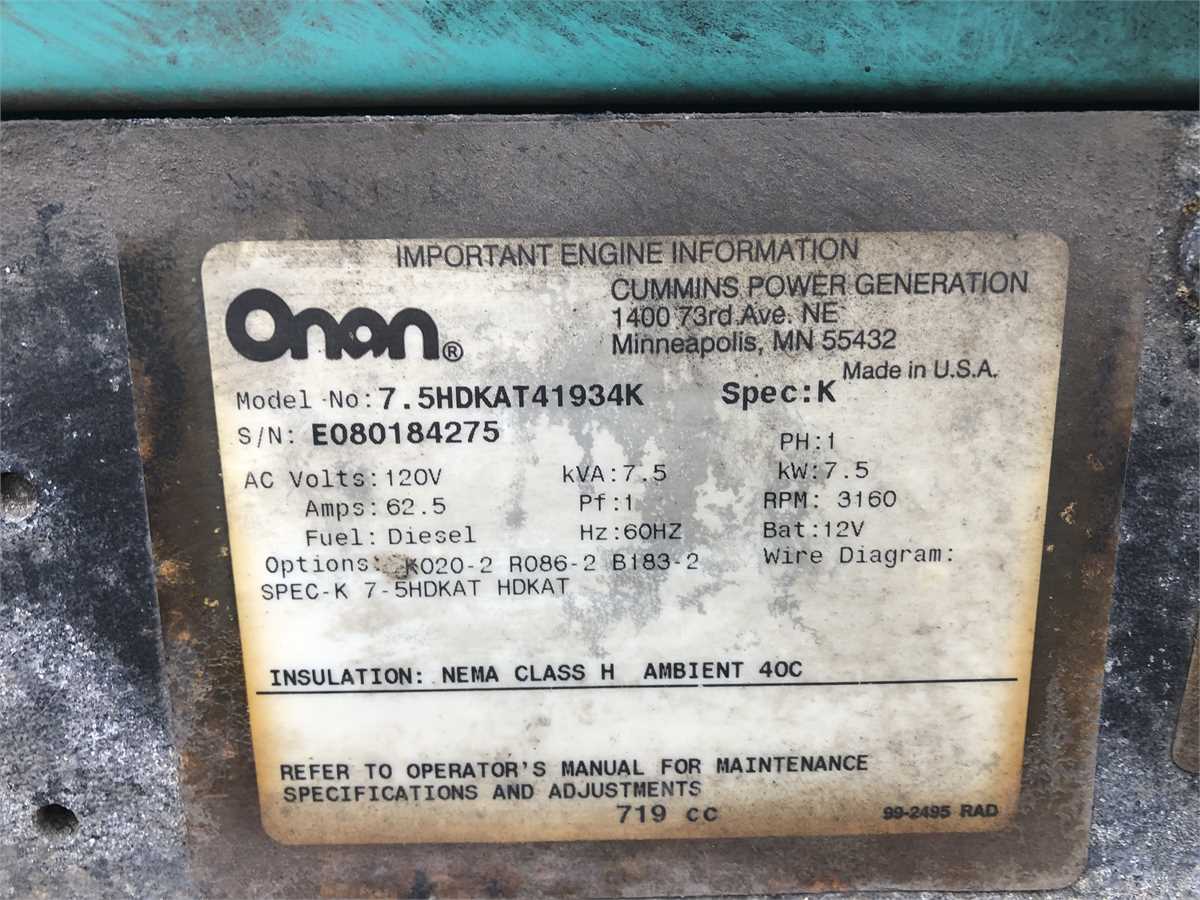 IMPORTANT ENGINE INFORMATION
Onan®
CUMMINS POWER GENERATION
1400 73rd Ave. NE
Minneapolis, MN 55432
Made in U.S.A.
Model No: 7.5HDKAT41934K Spec:K
S/N: E080184275 PH:1
AC Volts:120V kVA:7.5 kW:7.5
Amps:62.5 Pf:1 RPM: 3160
Fuel: Diesel Hz:60HZ Bat:12V
Options: K020-2 R086-2 B183-2 Wire Diagram:
SPEC-K 7-5HDKAT HDKAT
INSULATION: NEMA CLASS H AMBIENT 40C
REFER TO OPERATOR'S MANUAL FOR MAINTENANCE
SPECIFICATIONS AND ADJUSTMENTS
719 cc
99-2495 RAD